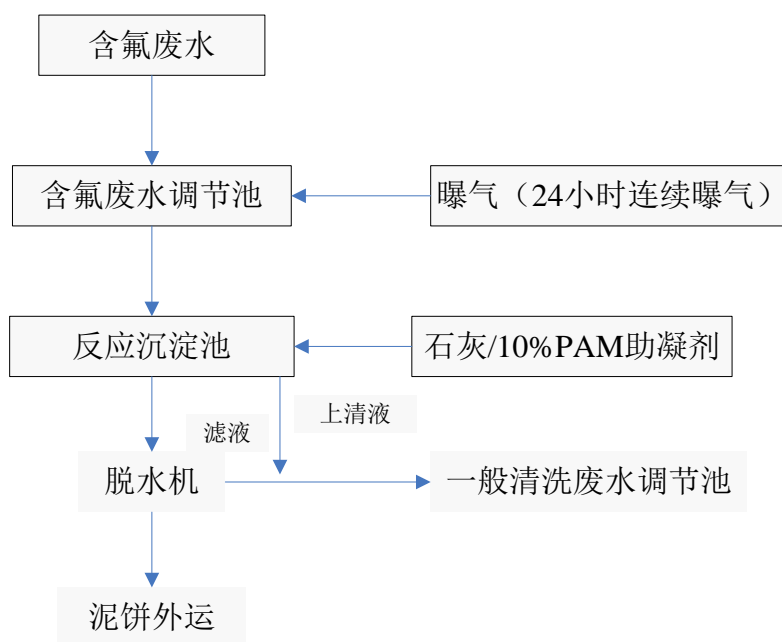 含氟废水
含氟废水调节池
曝气（24小时连续曝气）
反应沉淀池
石灰/10%PAM助凝剂
上清液
滤液
脱水机
一般清洗废水调节池
泥饼外运